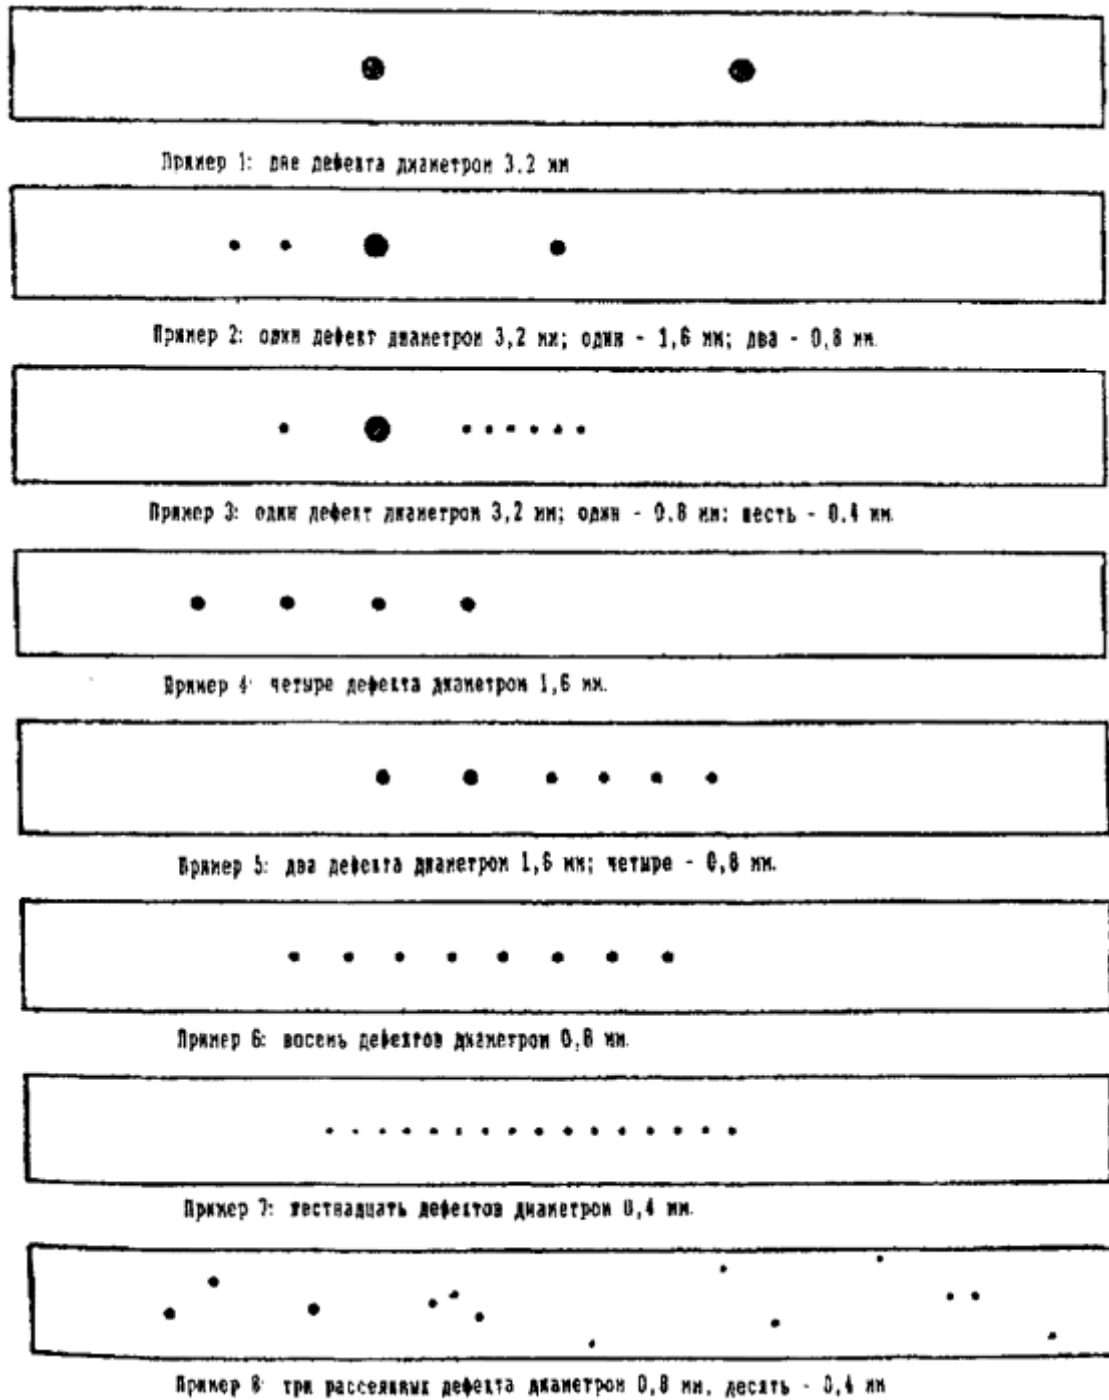 Пример 1: две дефекта диаметром 3.2 мм
Пример 2: один дефект диаметром 3,2 мм; один - 1,6 мм; два - 0,8 мм.
Пример 3: один дефект диаметром 3,2 мм; один - 0.8 мм; шесть - 0.4 мм.
Пример 4: четыре дефекта диаметром 1,6 мм.
Пример 5: два дефекта диаметром 1,6 мм; четыре - 0,8 мм.
Пример 6: восемь дефектов диаметром 0,8 мм.
Пример 7: шестнадцать дефектов диаметром 0,4 мм.
Пример 8: три рассеянных дефекта диаметром 0,8 мм, десять - 0,4 мм